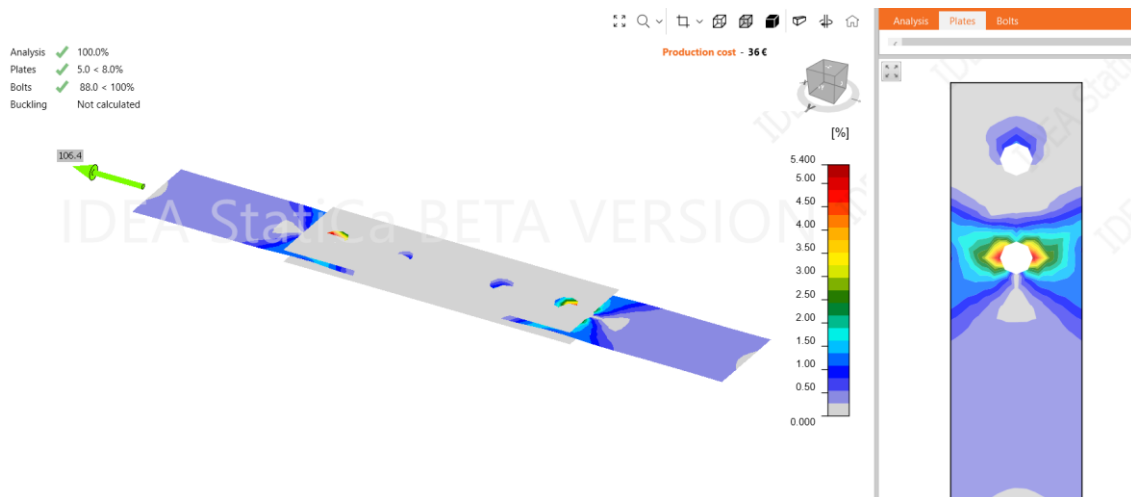 Analysis 100.0%
Plates 5.0 < 8.0%
Bolts 88.0 < 100%
Buckling Not calculated
Production cost - 36 €
106.4
IDEA StatiCa BETA VERSION
[%]
5.400
5.00
4.50
4.00
3.50
3.00
2.50
2.00
1.50
1.00
0.50
0.000
Analysis Plates Bolts